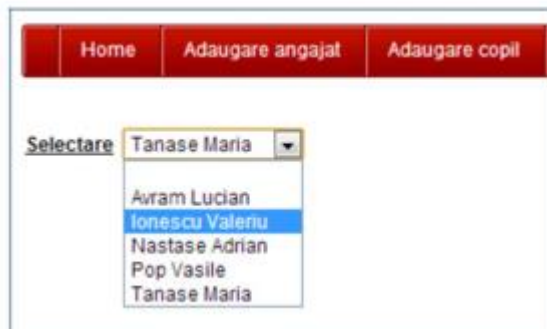 Home Adaugare angajat Adaugare copil
Selectare Tanase Maria
Avram Lucian
Ionescu Valeriu
Nastase Adrian
Pop Vasile
Tanase Maria